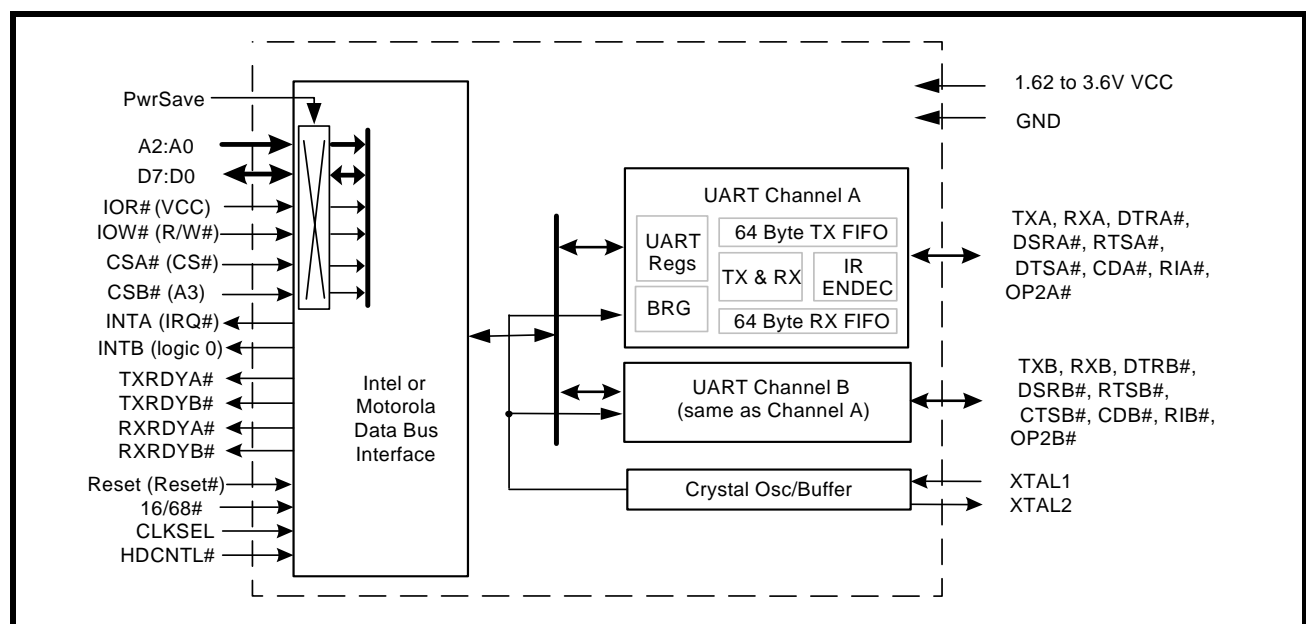 PwrSave
A2:A0
D7:D0
IOR# (VCC)
IOW# (R/W#)
CSA# (CS#)
CSB# (A3)
INTA (IRQ#)
INTB (logic 0)
TXRDYA#
TXRDYB#
RXRDYA#
RXRDYB#
Reset (Reset#)
16/68#
CLKSEL
HDCNTL#
Intel or
Motorola
Data Bus
Interface
UART Channel A
UART
Regs
BRG
64 Byte TX FIFO
TX & RX
IR
ENDEC
64 Byte RX FIFO
UART Channel B
(same as Channel A)
Crystal Osc/Buffer
1.62 to 3.6V VCC
GND
TXA, RXA, DTRA#,
DSRA#, RTSA#,
DTSA#, CDA#, RIA#,
OP2A#
TXB, RXB, DTRB#,
DSRB#, RTSB#,
CTSB#, CDB#, RIB#,
OP2B#
XTAL1
XTAL2